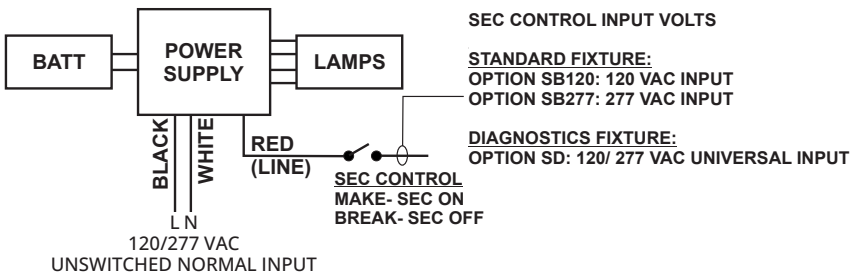 BATT
POWER
SUPPLY
LAMPS
BLACK
WHITE
RED
(LINE)
SEC CONTROL
MAKE- SEC ON
BREAK- SEC OFF
L N
120/277 VAC
UNSWITCHED NORMAL INPUT
SEC CONTROL INPUT VOLTS
STANDARD FIXTURE:
OPTION SB120: 120 VAC INPUT
OPTION SB277: 277 VAC INPUT
DIAGNOSTICS FIXTURE:
OPTION SD: 120/ 277 VAC UNIVERSAL INPUT